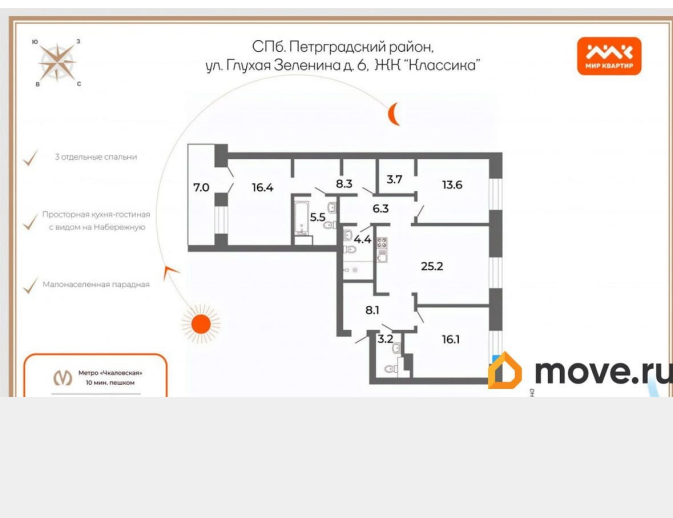 СПб. Петрградский район,
ул. Глухая Зеленина д. 6, ЖК "Классика"
МИР КВАРТИР
Ю З
В С
3 отдельные спальни
Просторная кухня-гостиная
с видом на Набережную
Малонаселенная парадная
7.0
16.4
8.3
3.7
13.6
5.5
6.3
4.4
25.2
8.1
3.2
16.1
Метро «Чкаловская»
10 мин. пешком
move.ru